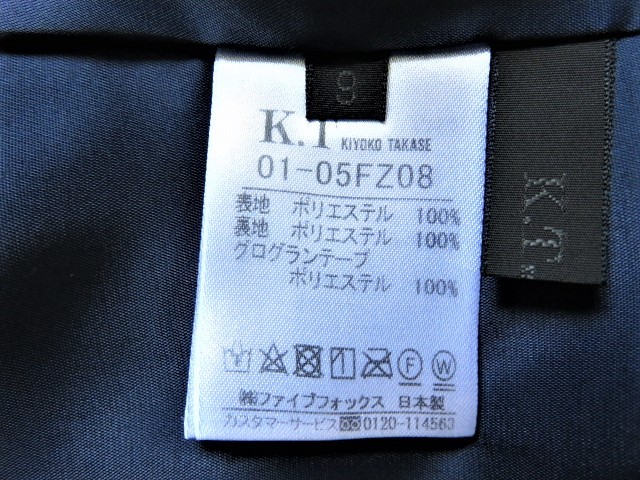 9
K.T KIYOKO TAKASE
01-05FZ08
表地 ポリエステル 100%
裏地 ポリエステル 100%
グログランテープ
ポリエステル 100%
F W
㈱ファイブフォックス 日本製
カスタマーサービス 0120-114563
K.T